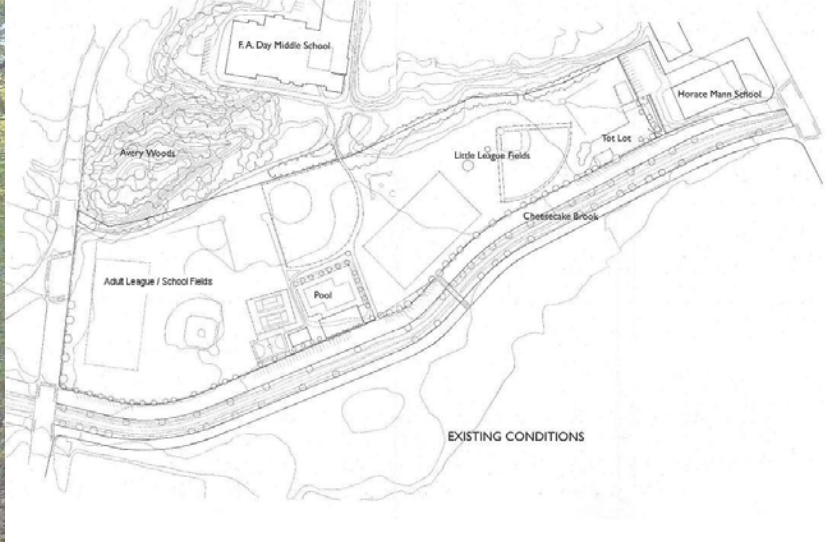 F. A. Day Middle School
Horace Mann School
Avery Woods
Little League Fields
Tot Lot
Cheesecake Brook
Adult League / School Fields
Pool
EXISTING CONDITIONS